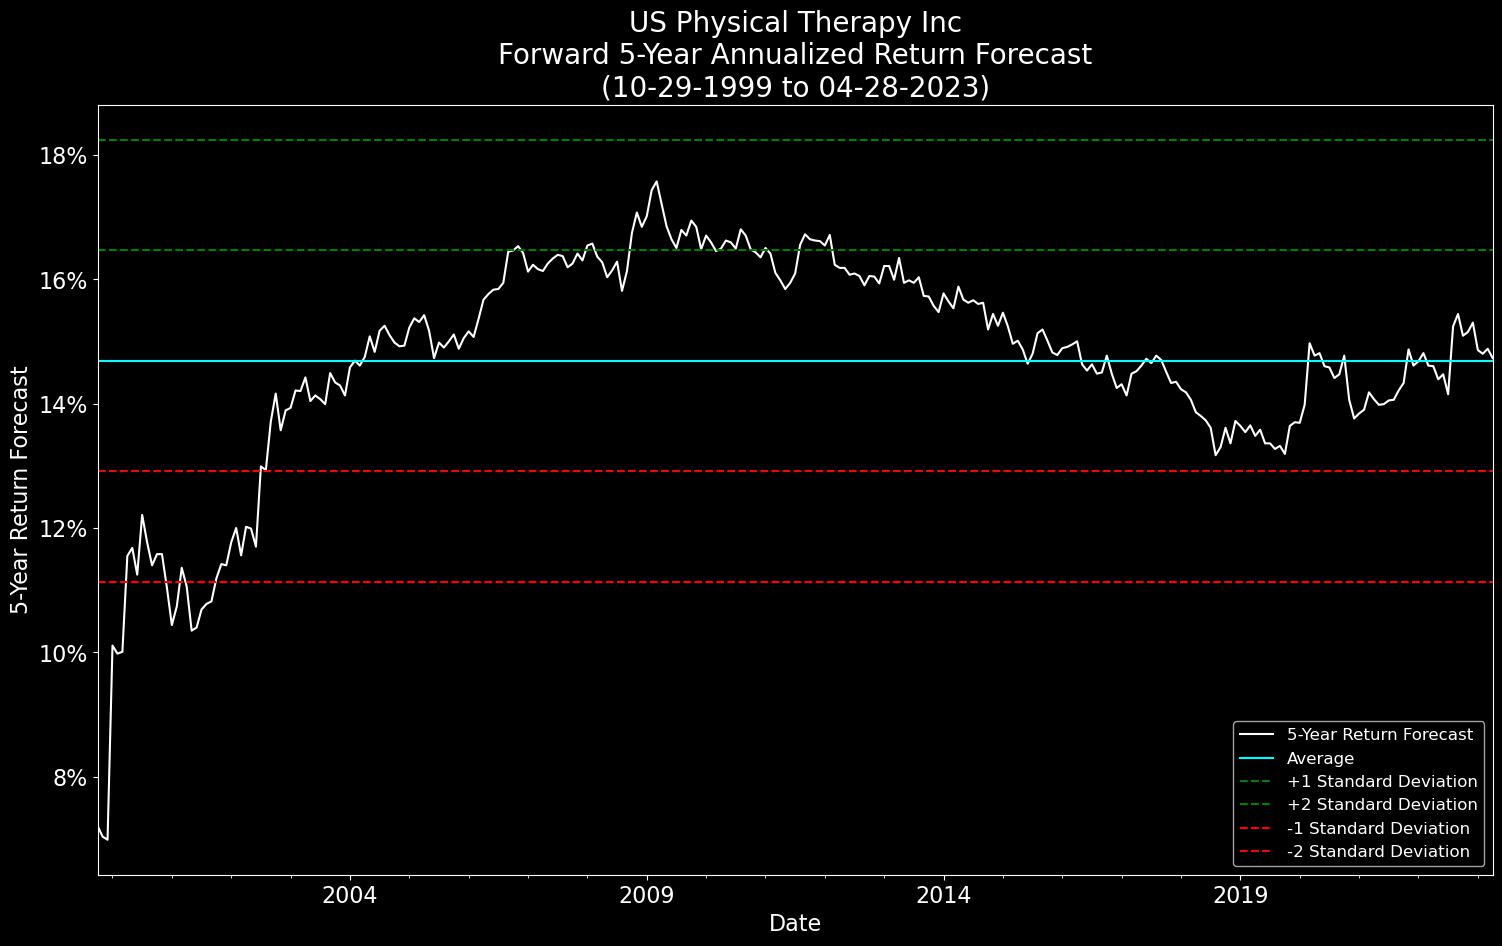 US Physical Therapy Inc
Forward 5-Year Annualized Return Forecast
(10-29-1999 to 04-28-2023)
18%
16%
14%
12%
10%
8%
5-Year Return Forecast
2004
2009
2014
2019
Date
5-Year Return Forecast
Average
+1 Standard Deviation
+2 Standard Deviation
-1 Standard Deviation
-2 Standard Deviation